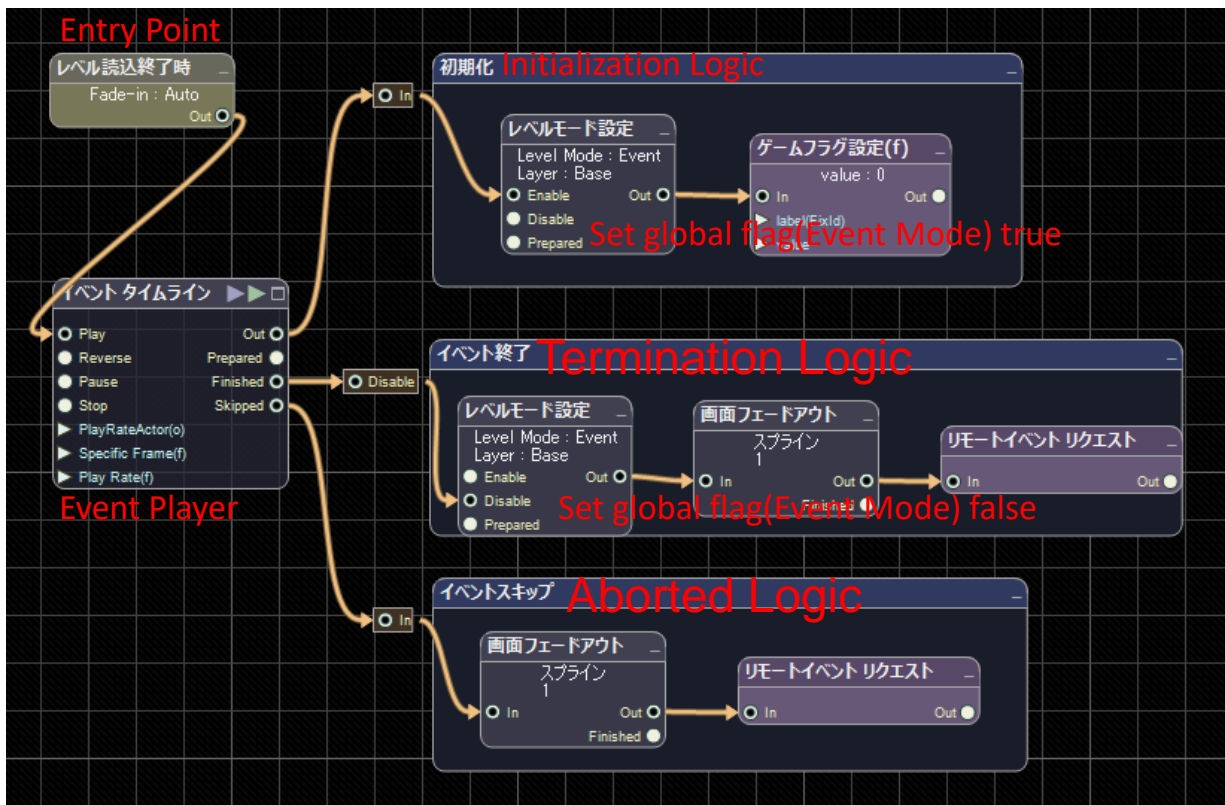 Entry Point
レベル読込終了時
Fade-in : Auto
Out
In
初期化 Initialization Logic
レベルモード設定
Level Mode : Event
Layer : Base
Enable Out
Disable
Prepared
ゲームフラグ設定(f)
value : 0
In Out
label(FixId)
Set global flag(Event Mode) true
イベント タイムライン
Play Out
Reverse Prepared
Pause Finished
Stop Skipped
PlayRateActor(o)
Specific Frame(f)
Play Rate(f)
Event Player
Disable
イベント終了 Termination Logic
レベルモード設定
Level Mode : Event
Layer : Base
Enable Out
Disable
Prepared
画面フェードアウト
スプライン
1
In Out
Finished
リモートイベント リクエスト
In Out
Set global flag(Event Mode) false
In
イベントスキップ Aborted Logic
画面フェードアウト
スプライン
1
In Out
Finished
リモートイベント リクエスト
In Out